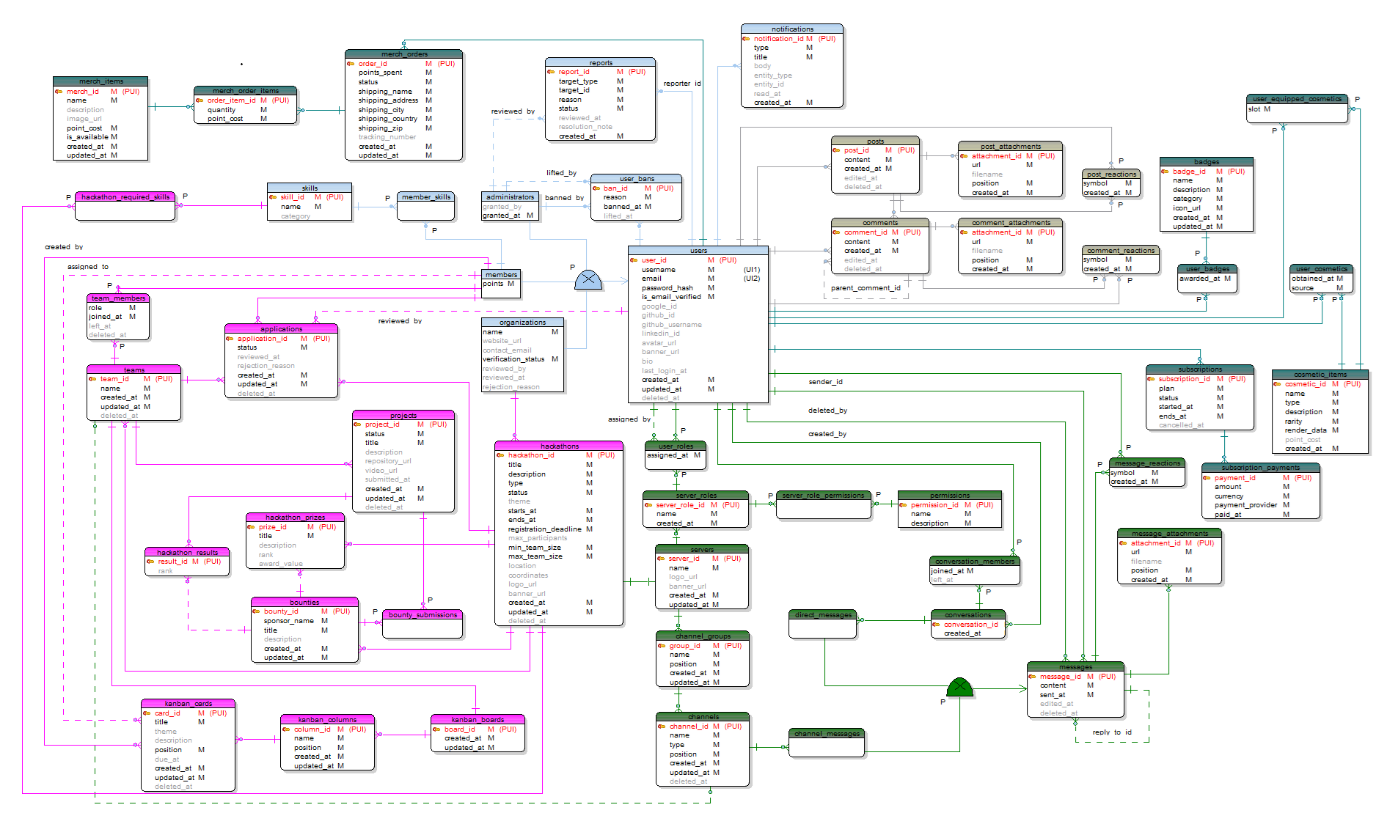 merch_items
merch_id M (PUI)
name M
description
image_url
point_cost M
is_available M
created_at M
updated_at M
merch_order_items
order_item_id M (PUI)
quantity M
point_cost M
merch_orders
order_id M (PUI)
points_spent M
status M
shipping_name M
shipping_address M
shipping_city M
shipping_country M
shipping_zip M
tracking_number
created_at M
updated_at M
reports
report_id M (PUI)
target_type M
target_id M
reason M
status M
reviewed_at
resolution_note
created_at M
reviewed_by
reporter_id
notifications
notification_id M (PUI)
type M
title M
body
entity_type
entity_id
read_at
created_at M
posts
post_id M (PUI)
content M
created_at M
edited_at
deleted_at
post_attachments
attachment_id M (PUI)
url M
filename
position M
created_at M
post_reactions
symbol M
created_at M
P
P
user_equipped_cosmetics
slot M
P
P
badges
badge_id M (PUI)
name M
description M
category M
icon_url M
created_at M
updated_at M
hackathon_required_skills
P
P
skills
skill_id M (PUI)
name M
category
member_skills
P
P
administrators
granted_by
granted_at M
lifted_by
banned_by
user_bans
ban_id M (PUI)
reason M
banned_at M
lifted_at
comments
comment_id M (PUI)
content M
created_at M
edited_at
deleted_at
parent_comment_id
comment_attachments
attachment_id M (PUI)
url M
filename
position M
created_at M
comment_reactions
symbol M
created_at M
P
P
user_badges
awarded_at M
P
P
user_cosmetics
obtained_at M
source M
P
P
users
user_id M (PUI)
username M (UI1)
email M (UI2)
password_hash M
is_email_verified M
google_id
github_id
github_username
linkedin_id
avatar_url
banner_url
bio
last_login_at
created_at M
updated_at M
deleted_at
P
created_by
assigned_to
members
points M
P
team_members
role M
joined_at M
left_at
deleted_at
P
applications
application_id M (PUI)
status M
reviewed_at
rejection_reason
created_at M
updated_at M
deleted_at
reviewed_by
organizations
name M
website_url
contact_email
verification_status M
reviewed_by
reviewed_at
rejection_reason
teams
team_id M (PUI)
name M
created_at M
updated_at M
deleted_at
projects
project_id M (PUI)
status M
title M
description
repository_url
video_url
submitted_at
created_at M
updated_at M
deleted_at
sender_id
deleted_by
created_by
assigned_by
P
subscriptions
subscription_id M (PUI)
plan M
status M
started_at M
ends_at M
cancelled_at
cosmetic_items
cosmetic_id M (PUI)
name M
type M
description M
rarity M
render_data M
point_cost
created_at M
hackathons
hackathon_id M (PUI)
title M
description M
type M
status M
theme
starts_at M
ends_at M
registration_deadline M
max_participants
min_team_size M
max_team_size M
location
coordinates
logo_url
banner_url
created_at M
updated_at M
deleted_at
user_roles
assigned_at M
P
message_reactions
symbol M
created_at M
P
P
subscription_payments
payment_id M (PUI)
amount M
currency M
payment_provider M
paid_at M
server_roles
server_role_id M (PUI)
name M
created_at M
P
server_role_permissions
P
permissions
permission_id M (PUI)
name M
description M
hackathon_prizes
prize_id M (PUI)
title M
description
rank
award_value
hackathon_results
result_id M (PUI)
rank
servers
server_id M (PUI)
name M
logo_url
banner_url
created_at M
updated_at M
message_attachments
attachment_id M (PUI)
url M
filename
position M
created_at M
P
conversation_members
joined_at M
left_at
P
bounties
bounty_id M (PUI)
sponsor_name M
title M
description
created_at M
updated_at M
P
P
bounty_submissions
direct_messages
conversations
conversation_id M (PUI)
created_at M
channel_groups
group_id M (PUI)
name M
position M
created_at M
updated_at M
messages
message_id M (PUI)
content M
sent_at M
edited_at
deleted_at
reply_to_id
P
kanban_cards
card_id M (PUI)
title M
theme
description
position M
due_at
created_at M
updated_at M
deleted_at
kanban_columns
column_id M (PUI)
name M
position M
created_at M
updated_at M
kanban_boards
board_id M (PUI)
created_at M
updated_at M
channels
channel_id M (PUI)
name M
type M
position M
created_at M
updated_at M
deleted_at
channel_messages